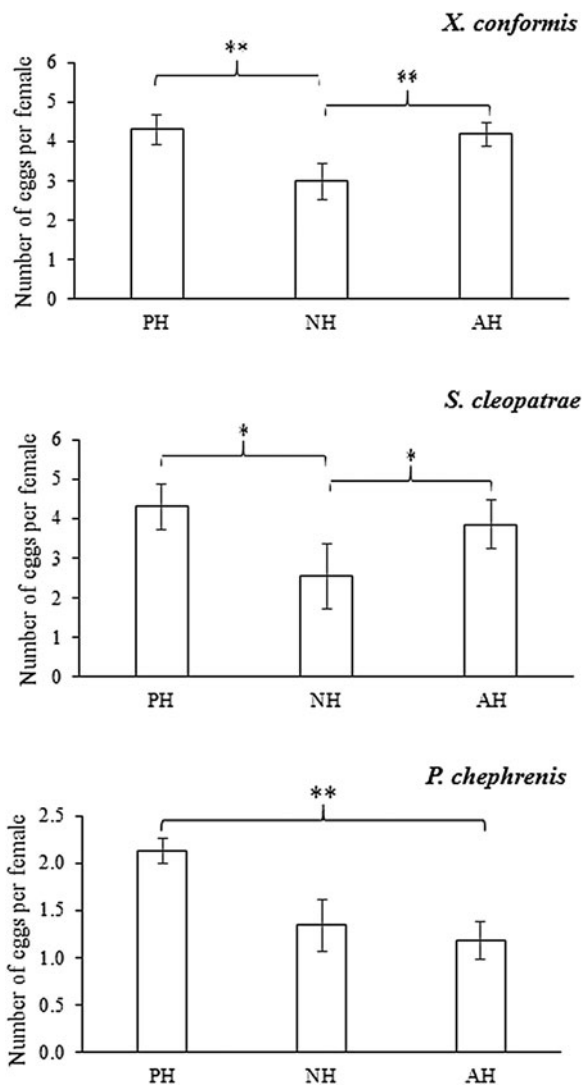 X. conformis
Number of eggs per female
6
5
4
3
2
1
0
**
**
PH NH AH
S. cleopatrae
Number of eggs per female
6
5
4
3
2
1
0
*
*
PH NH AH
P. chephrenis
Number of eggs per female
2.5
2.0
1.5
1.0
0.5
0.0
**
PH NH AH